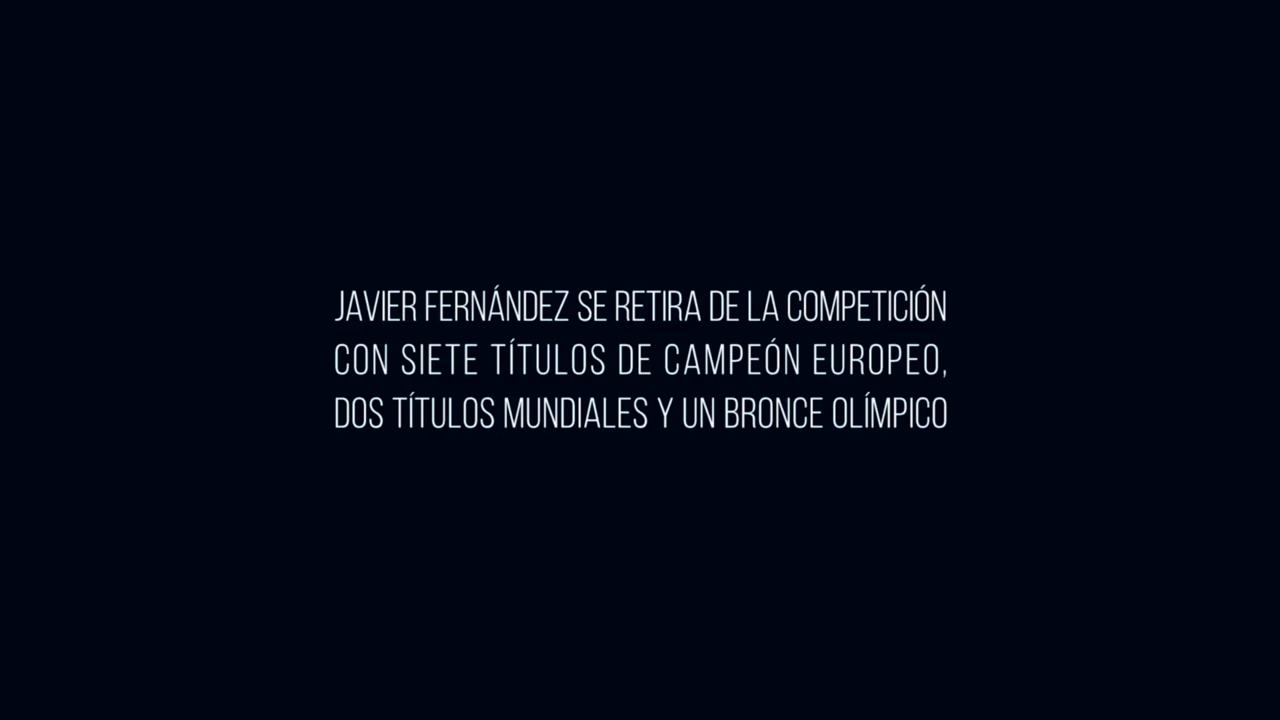 JAVIER FERNÁNDEZ SE RETIRA DE LA COMPETICIÓN
CON SIETE TÍTULOS DE CAMPEÓN EUROPEO,
DOS TÍTULOS MUNDIALES Y UN BRONCE OLÍMPICO